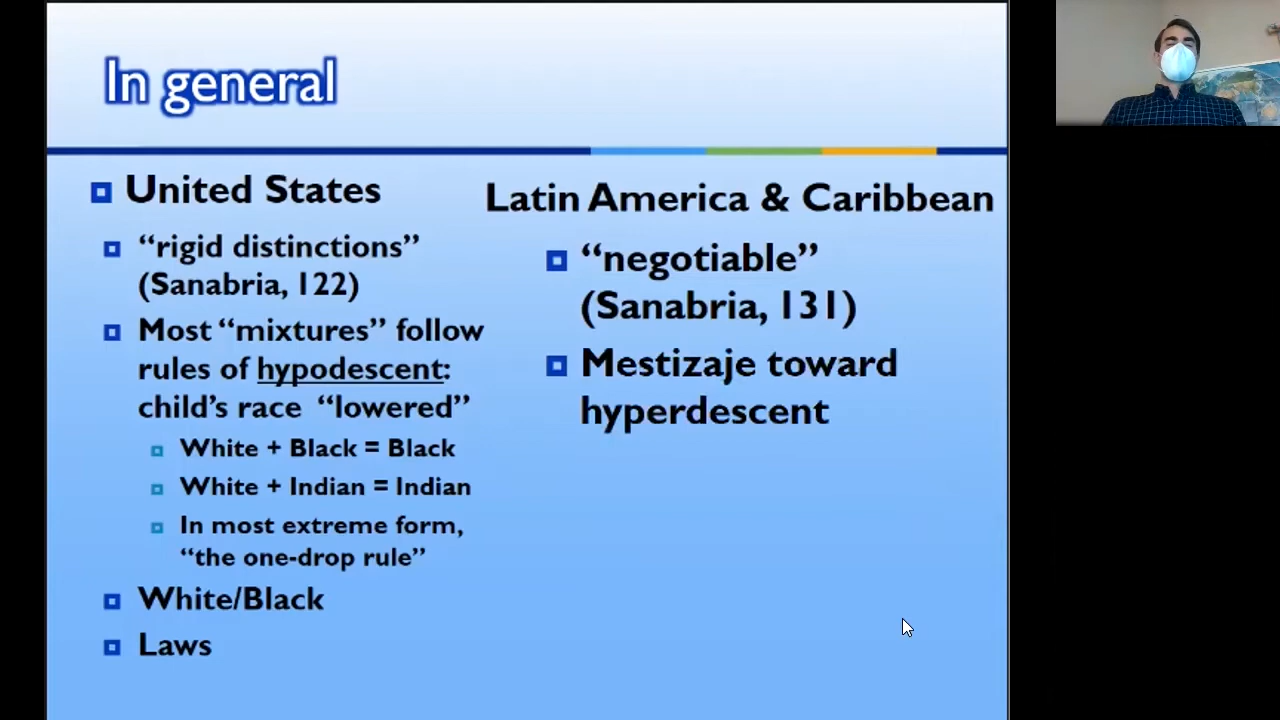 In general
United States
“rigid distinctions”
(Sanabria, 122)
Most “mixtures” follow
rules of hypodescent:
child’s race “lowered”
White + Black = Black
White + Indian = Indian
In most extreme form,
“the one-drop rule”
White/Black
Laws
Latin America & Caribbean
“negotiable”
(Sanabria, 131)
Mestizaje toward
hyperdescent